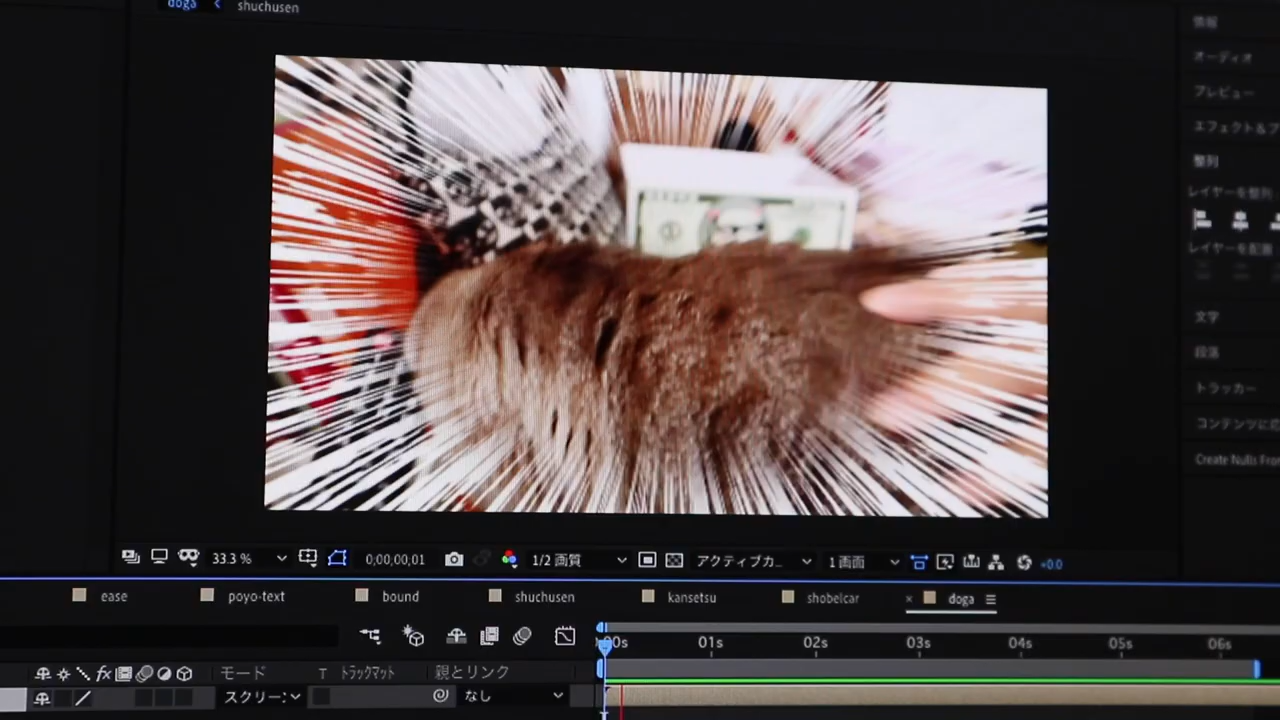 doga shuchusen
情報
オーディオ
プレビュー
エフェクト&プ
整列
レイヤーを整列
レイヤーを配置
文字
段落
トラッカー
コンテンツに応
Create Nulls From
33.3 % 0;00;00;01 1/2 画質 アクティブカ... 1画面 +0.0
ease poyo-text bound shuchusen kansetsu shobelcar × doga
00s 01s 02s 03s 04s 05s 06s
fx モード T トラックマット 親とリンク
スクリーン なし